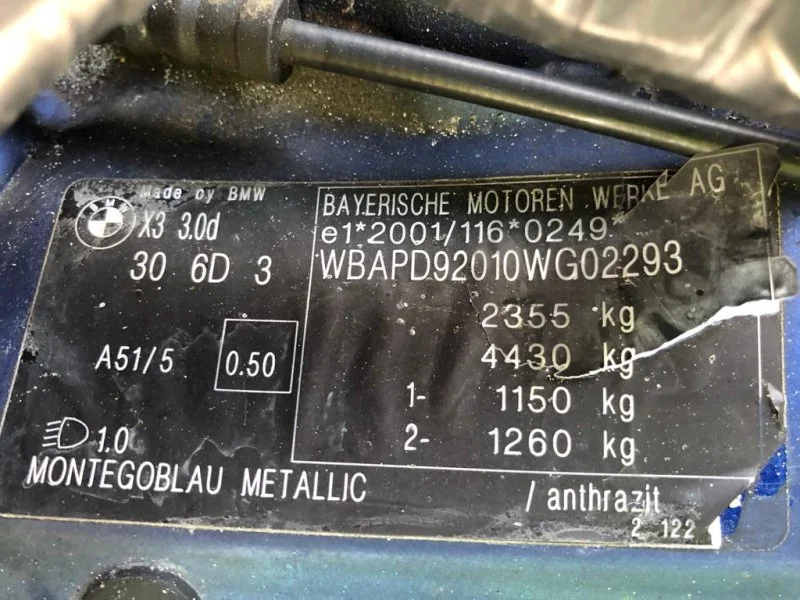 Made by BMW
BMW
X3 3.0d
30 6D 3
A51/5
0.50
1.0
MONTEGOBLAU METALLIC
BAYERISCHE MOTOREN WERKE AG
e1*2001/116*0249*
WBAPD92010WG02293
2355 kg
4430 kg
1- 1150 kg
2- 1260 kg
/ anthrazit
2 122